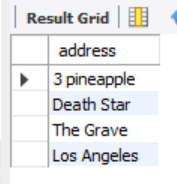 Result Grid
address
3 pineapple
Death Star
The Grave
Los Angeles